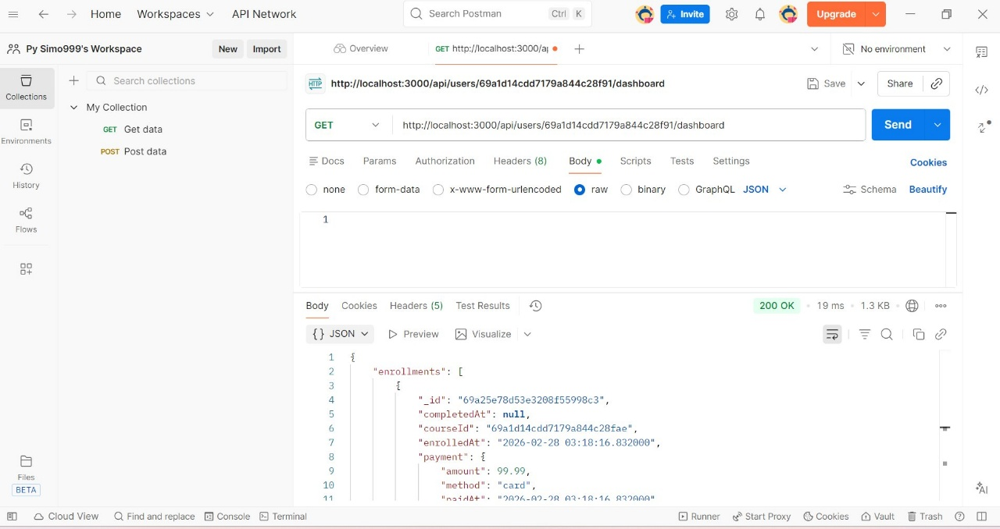 Home Workspaces API Network Search Postman Ctrl K Invite Upgrade
Py Simo999's Workspace New Import Overview GET http://localhost:3000/a No environment
Collections
Search collections
http://localhost:3000/api/users/69a1d14cdd7179a844c28f91/dashboard Save Share
My Collection
GET Get data
POST Post data
Environments
History
Flows
Files
BETA
GET http://localhost:3000/api/users/69a1d14cdd7179a844c28f91/dashboard Send
Docs Params Authorization Headers (8) Body Scripts Tests Settings Cookies
none form-data x-www-form-urlencoded raw binary GraphQL JSON Schema Beautify
1
Body Cookies Headers (5) Test Results 200 OK 19 ms 1.3 KB
{} JSON Preview Visualize
1 {
2 "enrollments": [
3 {
4 "_id": "69a25e78d53e3208f55998c3",
5 "completedAt": null,
6 "courseId": "69a1d14cdd7179a844c28fae",
7 "enrolledAt": "2026-02-28 03:18:16.832000",
8 "payment": {
9 "amount": 99.99,
10 "method": "card",
11 "paidAt": "2026-02-28 03:18:16.832000"
AI
Cloud View Find and replace Console Terminal Runner Start Proxy Cookies Vault Trash